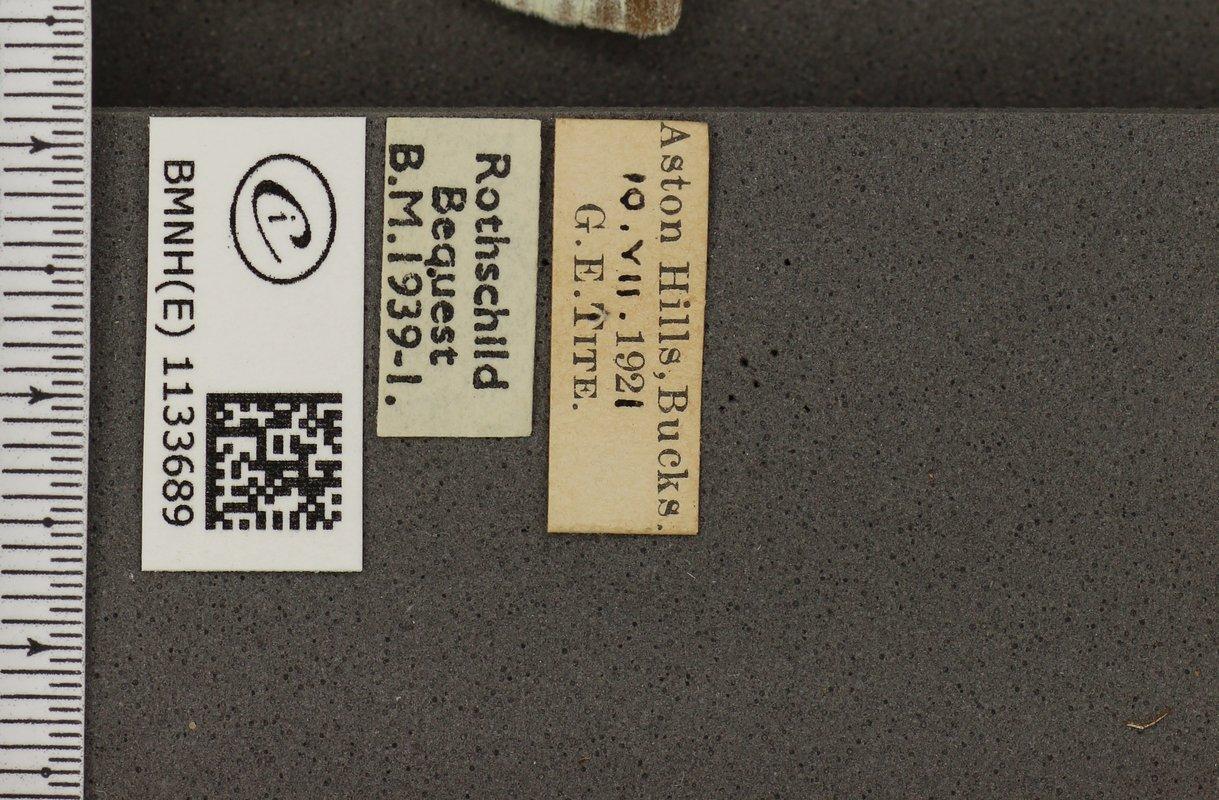 Aston Hills, Bucks.
10.VII.1921
G.E.TITE.
Rothschild
Bequest
B.M.1939-1.
BMNH(E) 1133689